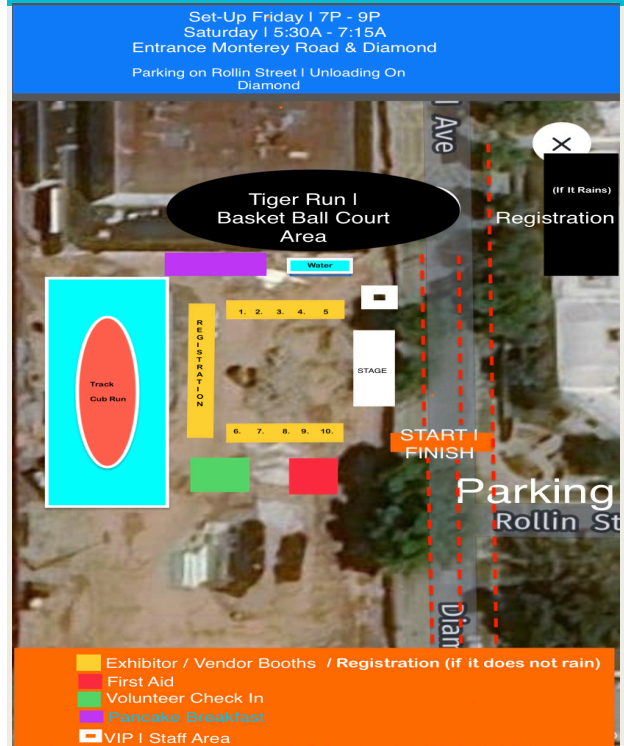 Set-Up Friday | 7P - 9P
Saturday | 5:30A - 7:15A
Entrance Monterey Road & Diamond
Parking on Rollin Street | Unloading On
Diamond
Ave
Tiger Run |
Basket Ball Court
Area
(If It Rains)
Registration
Water
1. 2. 3. 4. 5
REGISTRATION
STAGE
Track
Cub Run
6. 7. 8. 9. 10.
START |
FINISH
Parking
Rollin St
Diam
Exhibitor / Vendor Booths / Registration (if it does not rain)
First Aid
Volunteer Check In
Pancake Breakfast
VIP | Staff Area